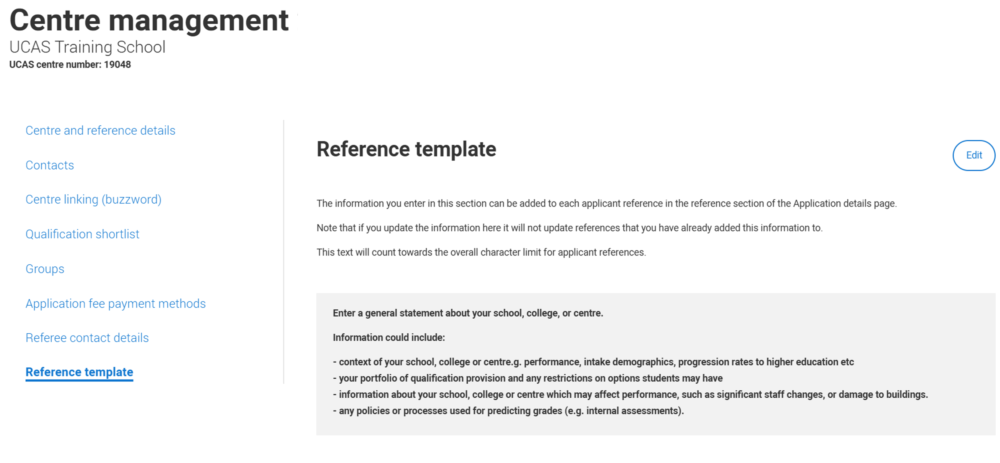 Centre management
UCAS Training School
UCAS centre number: 19048
Centre and reference details
Contacts
Centre linking (buzzword)
Qualification shortlist
Groups
Application fee payment methods
Referee contact details
Reference template
Reference template
Edit
The information you enter in this section can be added to each applicant reference in the reference section of the Application details page.
Note that if you update the information here it will not update references that you have already added this information to.
This text will count towards the overall character limit for applicant references.
Enter a general statement about your school, college, or centre.
Information could include:
- context of your school, college or centre.g. performance, intake demographics, progression rates to higher education etc
- your portfolio of qualification provision and any restrictions on options students may have
- information about your school, college or centre which may affect performance, such as significant staff changes, or damage to buildings.
- any policies or processes used for predicting grades (e.g. internal assessments).